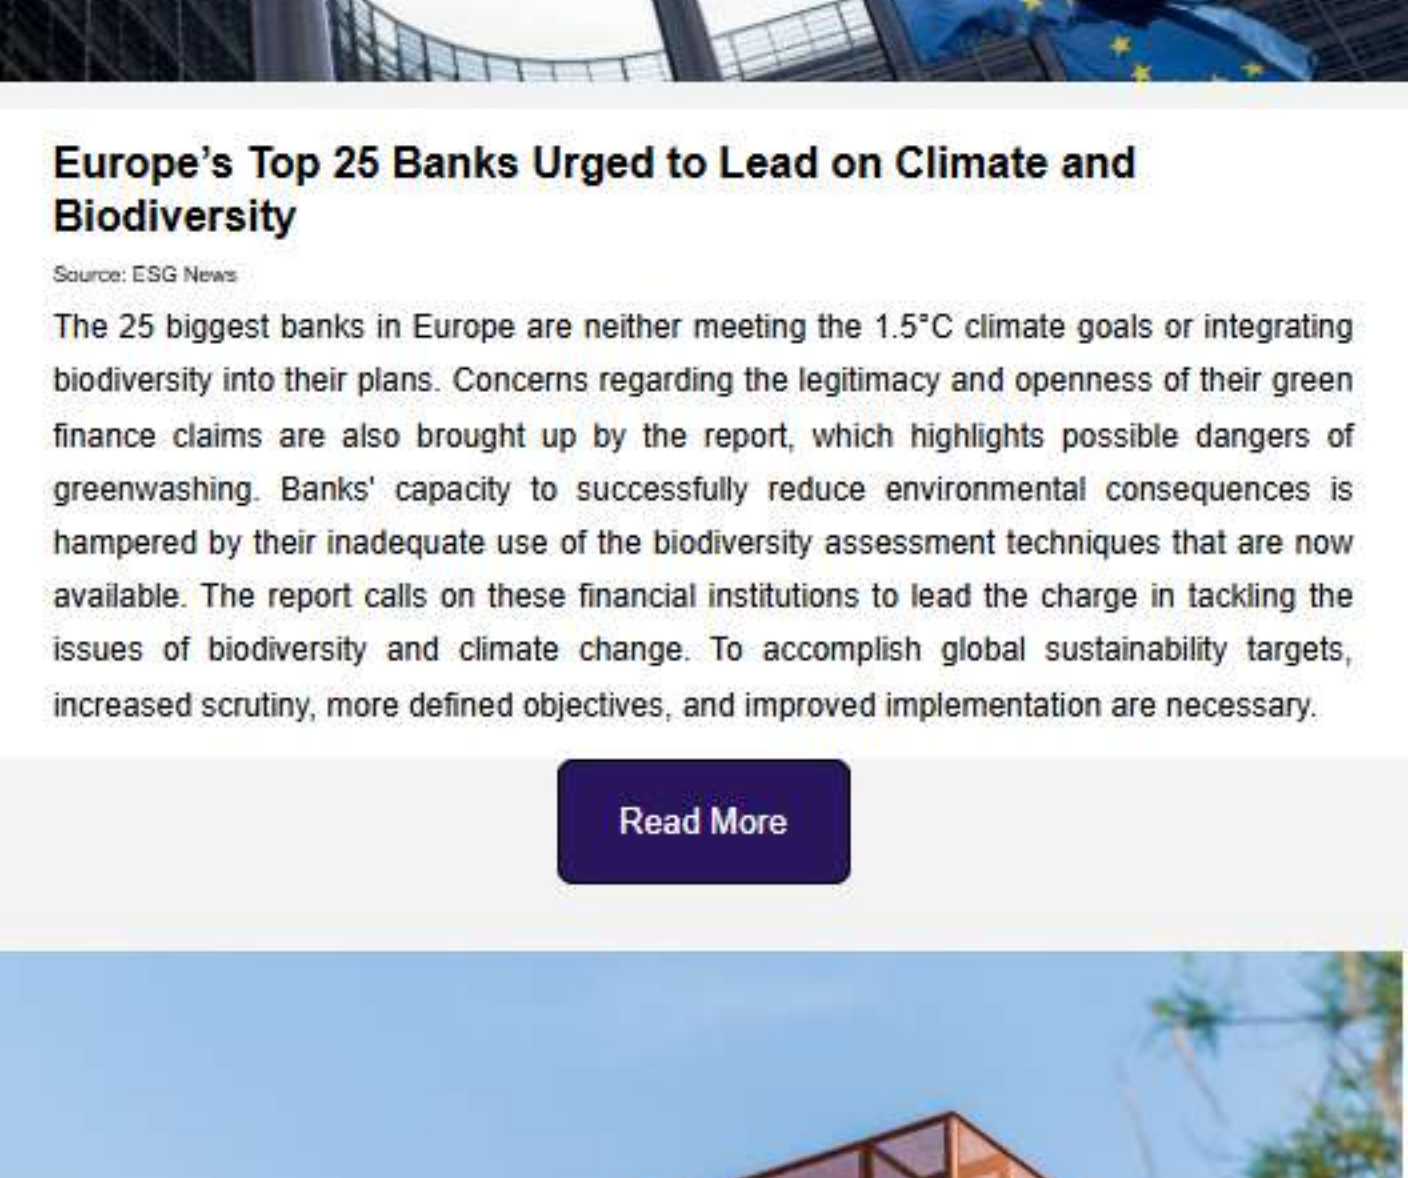 Europe’s Top 25 Banks Urged to Lead on Climate and
Biodiversity
Source: ESG News
The 25 biggest banks in Europe are neither meeting the 1.5°C climate goals or integrating
biodiversity into their plans. Concerns regarding the legitimacy and openness of their green
finance claims are also brought up by the report, which highlights possible dangers of
greenwashing. Banks' capacity to successfully reduce environmental consequences is
hampered by their inadequate use of the biodiversity assessment techniques that are now
available. The report calls on these financial institutions to lead the charge in tackling the
issues of biodiversity and climate change. To accomplish global sustainability targets,
increased scrutiny, more defined objectives, and improved implementation are necessary.
Read More